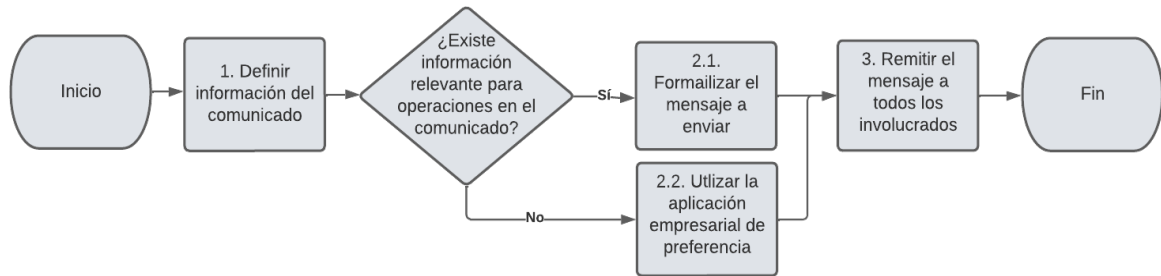 Inicio
1. Definir
información del
comunicado
¿Existe
información
relevante para
operaciones en el
comunicado?
Sí
2.1.
Formailizar el
mensaje a
enviar
3. Remitir el
mensaje a
todos los
involucrados
Fin
No
2.2. Utlizar la
aplicación
empresarial de
preferencia